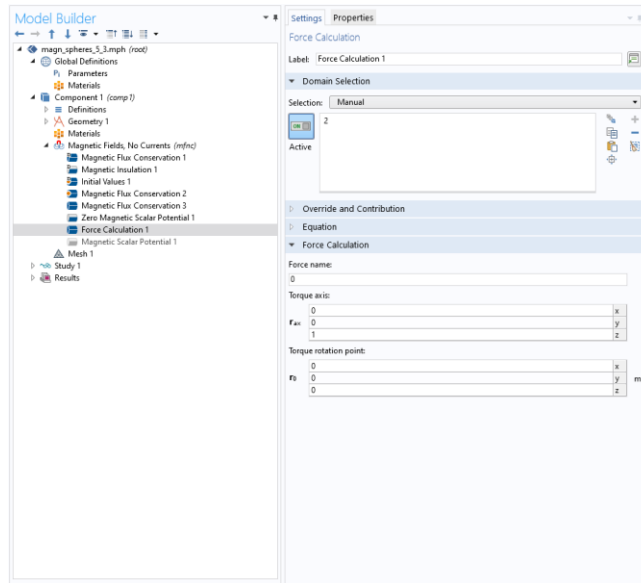 Model Builder
magn_spheres_5_3.mph (root)
Global Definitions
Pi Parameters
Materials
Component 1 (comp1)
Definitions
Geometry 1
Materials
Magnetic Fields, No Currents (mfnc)
Magnetic Flux Conservation 1
Magnetic Insulation 1
Initial Values 1
Magnetic Flux Conservation 2
Magnetic Flux Conservation 3
Zero Magnetic Scalar Potential 1
Force Calculation 1
Magnetic Scalar Potential 1
Mesh 1
Study 1
Results
Settings Properties
Force Calculation
Label: Force Calculation 1
Domain Selection
Selection: Manual
2
Active
Override and Contribution
Equation
Force Calculation
Force name:
0
Torque axis:
0 x
rax 0 y
1 z
Torque rotation point:
0 x
r0 0 y m
0 z